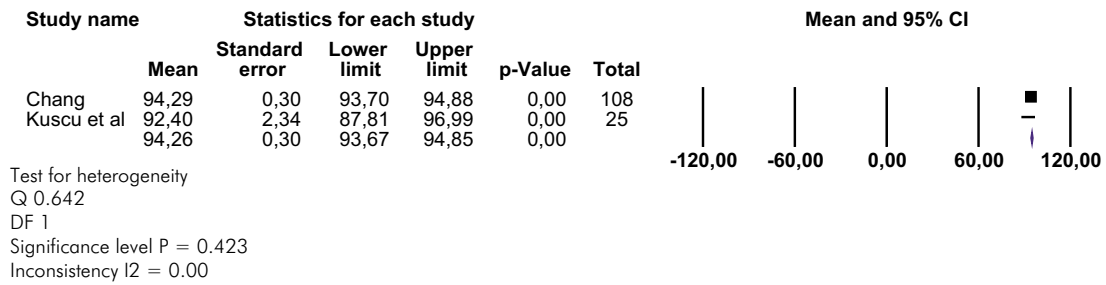 Study name Statistics for each study Mean and 95% CI
Standard Lower Upper
Mean error limit limit p-Value Total
Chang 94,29 0,30 93,70 94,88 0,00 108
Kuscu et al 92,40 2,34 87,81 96,99 0,00 25
94,26 0,30 93,67 94,85 0,00
-120,00 -60,00 0,00 60,00 120,00
Test for heterogeneity
Q 0.642
DF 1
Significance level P = 0.423
Inconsistency I2 = 0.00